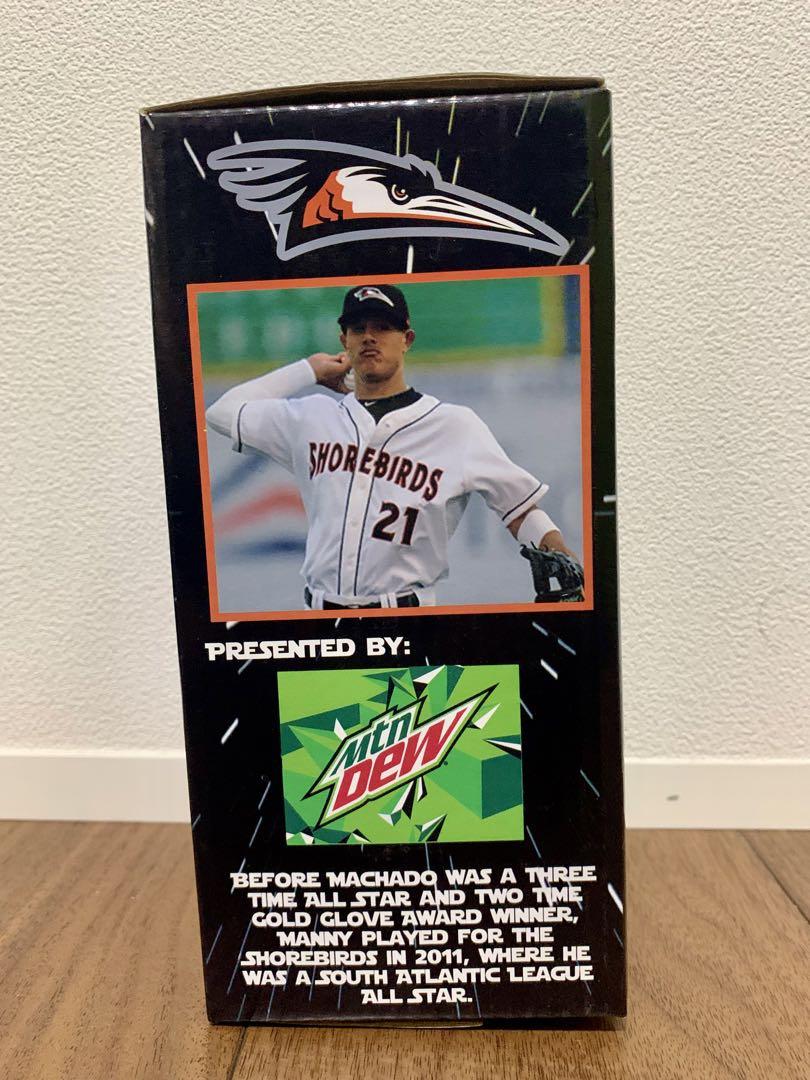 SHOREBIRDS
21
PRESENTED BY:
Mtn
DEW
BEFORE MACHADO WAS A THREE
TIME ALL STAR AND TWO TIME
GOLD GLOVE AWARD WINNER,
MANNY PLAYED FOR THE
SHOREBIRDS IN 2011, WHERE HE
WAS A SOUTH ATLANTIC LEAGUE
ALL STAR.